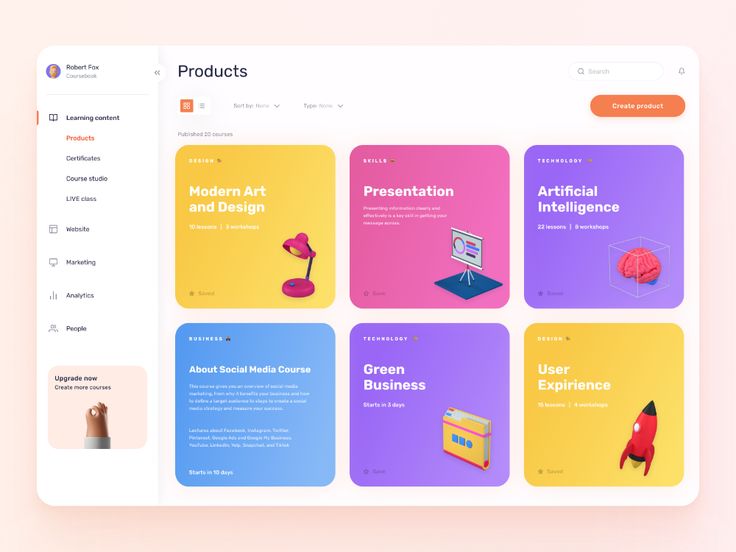 Robert Fox
Coursebook
Learning content
Products
Certificates
Course studio
LIVE class
Website
Marketing
Analytics
People
Upgrade now
Create more courses
Products
Search
Sort by: None
Type: None
Create product
Published 20 courses
DESIGN
Modern Art
and Design
10 lessons | 3 workshops
Saved
SKILLS
Presentation
Presenting information clearly and
effectively is a key skill in getting your
message across.
Save
TECHNOLOGY
Artificial
Intelligence
22 lessons | 8 workshops
Saved
BUSINESS
About Social Media Course
This course gives you an overview of social media
marketing, from why it benefits your business and how
to define a target audience to steps to create a social
media strategy and measure your success.
Lectures about Facebook, Instagram, Twitter,
Pinterest, Google Ads and Google My Business,
YouTube, LinkedIn, Yelp, Snapchat, and Tiktok
Starts in 10 days
TECHNOLOGY
Green
Business
Starts in 3 days
Save
DESIGN
User
Expirience
15 lessons | 4 workshops
Saved